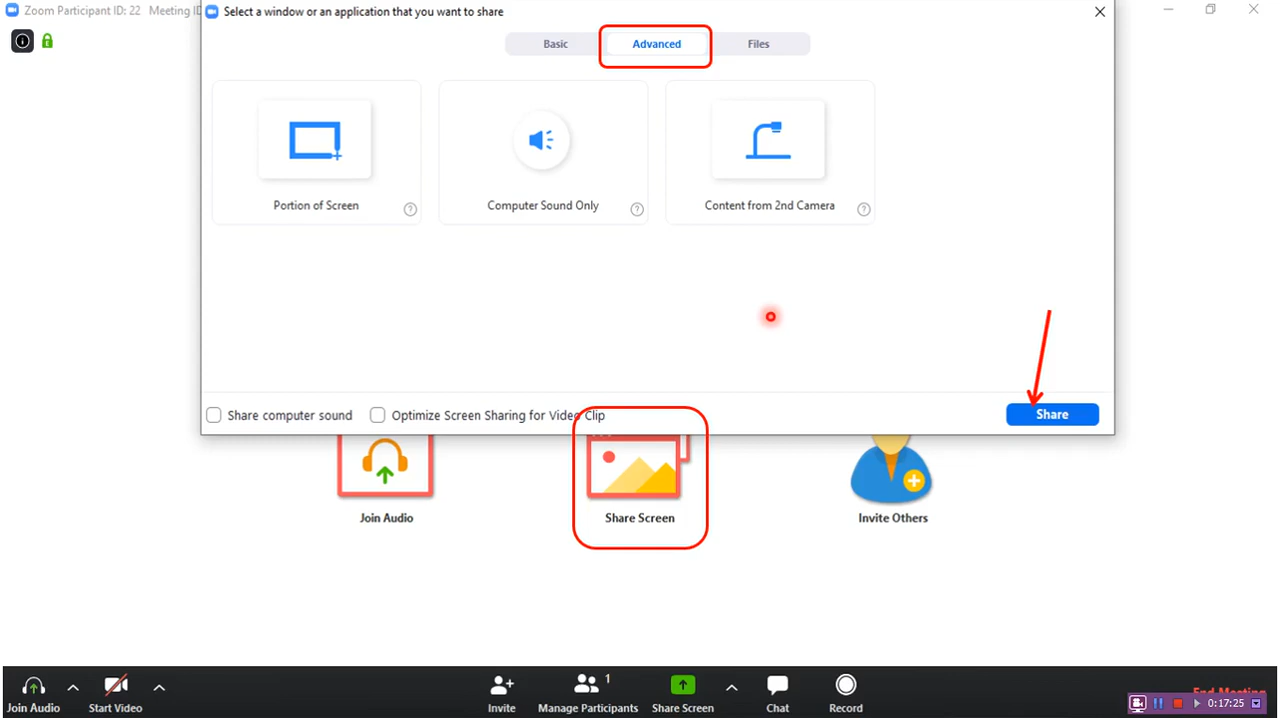 Zoom Participant ID: 22 Meeting ID
Select a window or an application that you want to share
Basic
Advanced
Files
Portion of Screen
Computer Sound Only
Content from 2nd Camera
Share computer sound
Optimize Screen Sharing for Video Clip
Share
Join Audio
Share Screen
Invite Others
Join Audio
Start Video
Invite
1
Manage Participants
Share Screen
Chat
Record
End Meeting
0:17:25